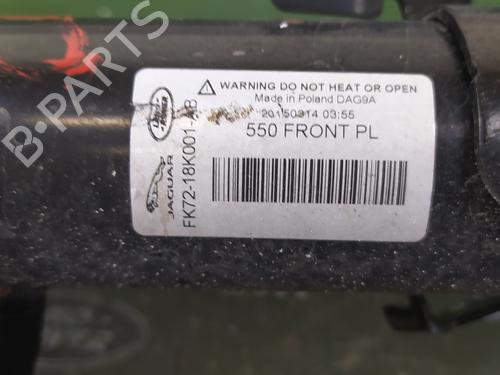 WARNING DO NOT HEAT OR OPEN
Made in Poland DAG9A
20150314 03:55
550 FRONT PL
FK72-18K001-AB
JAGUAR
B-Parts